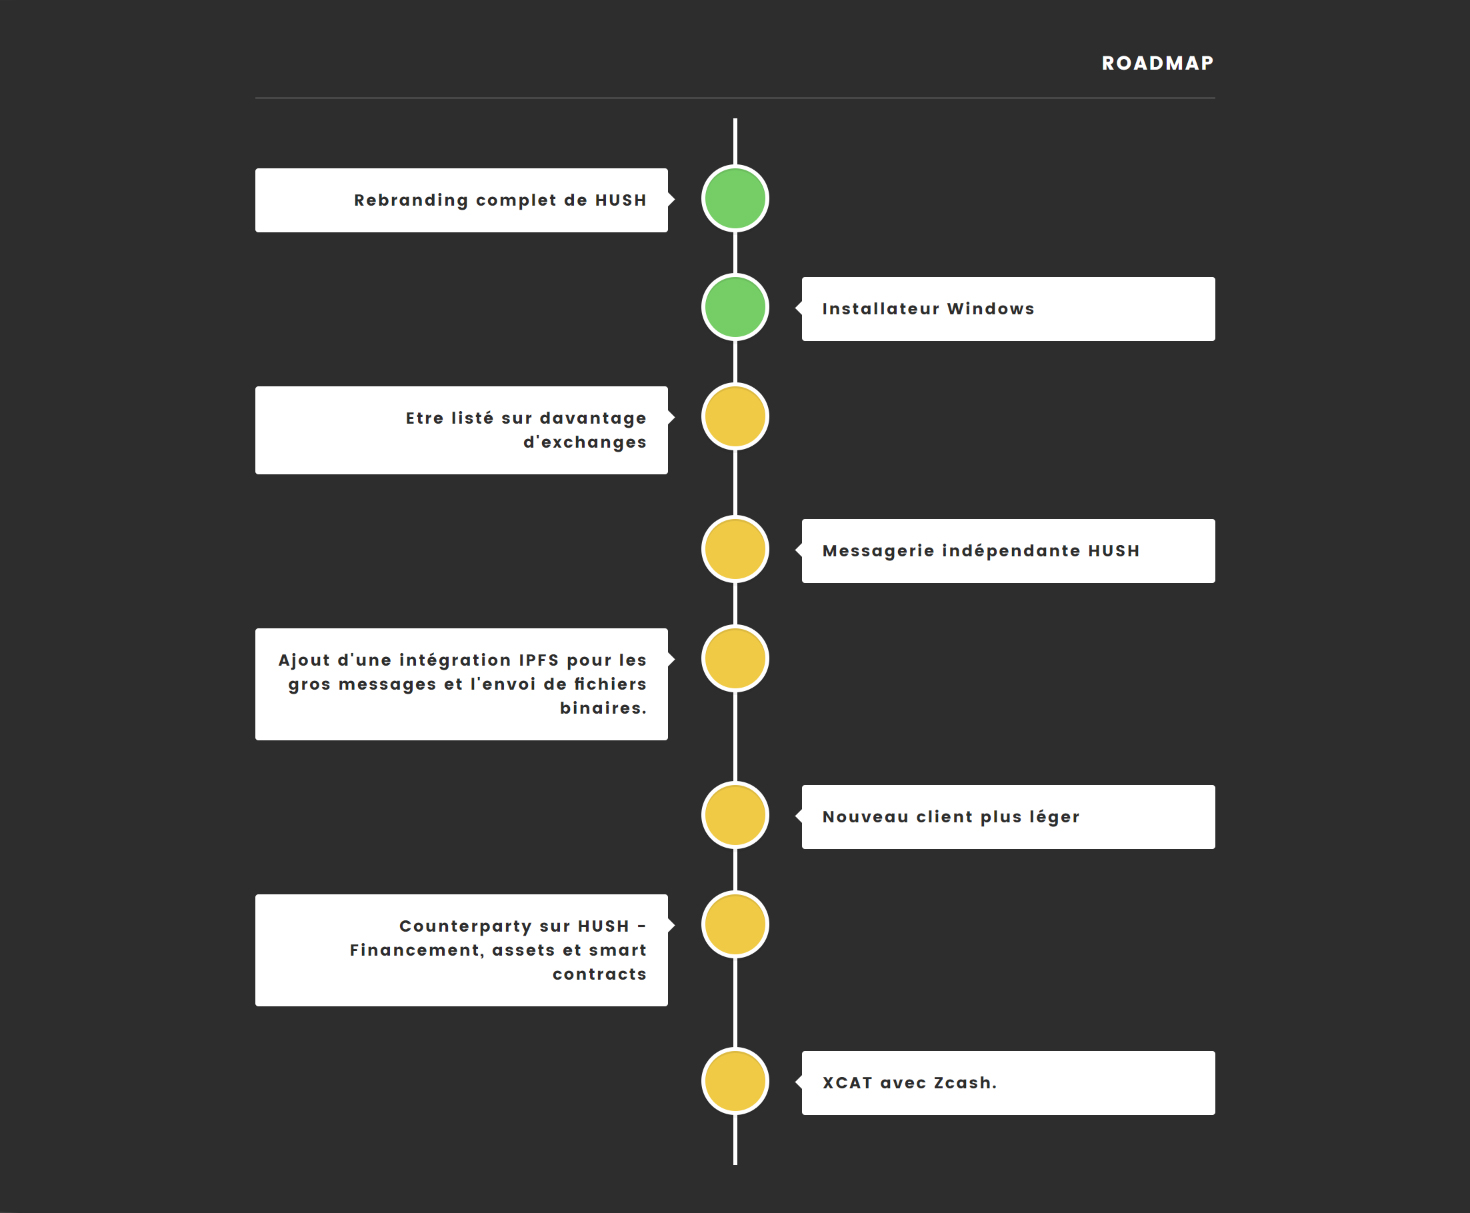 ROADMAP
Rebranding complet de HUSH
Installateur Windows
Etre listé sur davantage
d'exchanges
Messagerie indépendante HUSH
Ajout d'une intégration IPFS pour les
gros messages et l'envoi de fichiers
binaires.
Nouveau client plus léger
Counterparty sur HUSH -
Financement, assets et smart
contracts
XCAT avec Zcash.